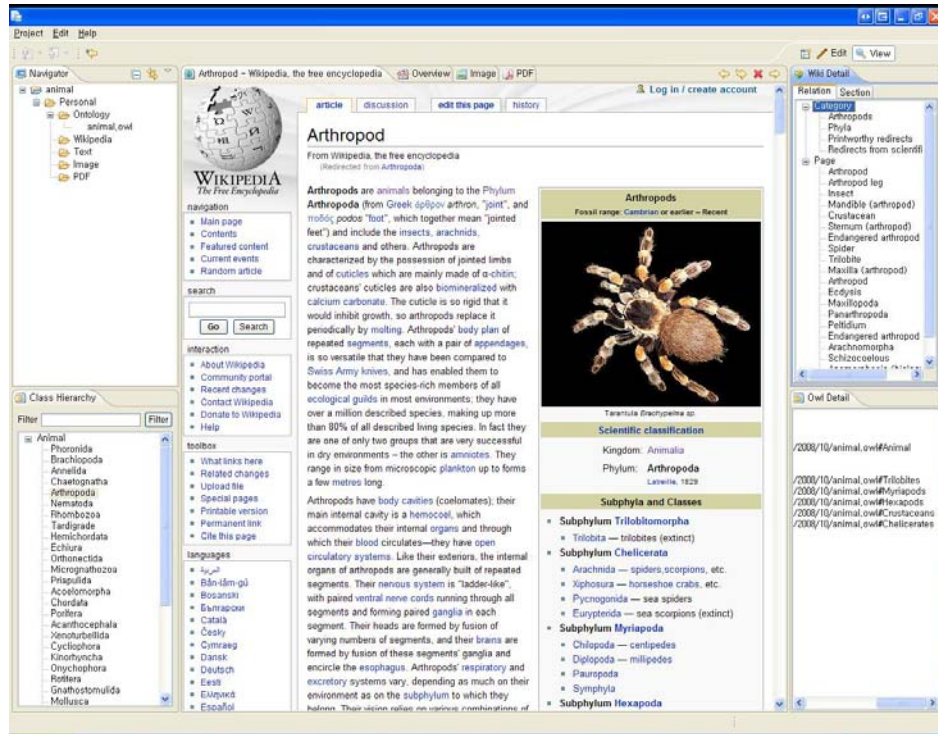 Project Edit Help
Edit
View
Navigator
animal
Personal
Ontology
animal.owl
Wikipedia
Text
Image
PDF
Class Hierarchy
Filter
Filter
Animal
Phoronida
Brachiopoda
Annelida
Chaetognatha
Arthropoda
Nematoda
Rhombozoa
Tardigrade
Hemichordata
Echiura
Orthonectida
Micrognathozoa
Priapulida
Acoelomorpha
Chordata
Porifera
Acanthocephala
Xenoturbellida
Cycliophora
Kinorhyncha
Onychophora
Rotifera
Gnathostomulida
Mollusca
Arthropod - Wikipedia, the free encyclopedia
Overview
Image
PDF
WIKIPEDIA
The Free Encyclopedia
navigation
Main page
Contents
Featured content
Current events
Random article
search
Go
Search
interaction
About Wikipedia
Community portal
Recent changes
Contact Wikipedia
Donate to Wikipedia
Help
toolbox
What links here
Related changes
Upload file
Special pages
Printable version
Permanent link
Cite this page
languages
العربية
Bân-lâm-gú
Bosanski
Български
Català
Česky
Cymraeg
Dansk
Deutsch
Eesti
Ελληνικά
Español
Log in / create account
article
discussion
edit this page
history
Arthropod
From Wikipedia, the free encyclopedia
(Redirected from Arthropoda)
Arthropods are animals belonging to the Phylum
Arthropoda (from Greek ἄρθρον arthron, "joint", and
ποδός podos "foot", which together mean "jointed
feet") and include the insects, arachnids,
crustaceans and others. Arthropods are
characterized by the possession of jointed limbs
and of cuticles which are mainly made of α-chitin;
crustaceans' cuticles are also biomineralized with
calcium carbonate. The cuticle is so rigid that it
would inhibit growth, so arthropods replace it
periodically by molting. Arthropods' body plan of
repeated segments, each with a pair of appendages,
is so versatile that they have been compared to
Swiss Army knives, and has enabled them to
become the most species-rich members of all
ecological guilds in most environments; they have
over a million described species, making up more
than 80% of all described living species. In fact they
are one of only two groups that are very successful
in dry environments – the other is amniotes. They
range in size from microscopic plankton up to forms
a few metres long.
Arthropods have body cavities (coelomates); their
main internal cavity is a hemocoel, which
accommodates their internal organs and through
which their blood circulates—they have open
circulatory systems. Like their exteriors, the internal
organs of arthropods are generally built of repeated
segments. Their nervous system is "ladder-like",
with paired ventral nerve cords running through all
segments and forming paired ganglia in each
segment. Their heads are formed by fusion of
varying numbers of segments, and their brains are
formed by fusion of these segments' ganglia and
encircle the esophagus. Arthropods' respiratory and
excretory systems vary, depending as much on their
environment as on the subphylum to which they
belong. Their vision relies on various combinations of
Arthropods
Fossil range: Cambrian or earlier – Recent
Tarantula Brachypelma sp.
Scientific classification
Kingdom: Animalia
Phylum: Arthropoda
Latreille, 1829
Subphyla and Classes
Subphylum Trilobitomorpha
Trilobita — trilobites (extinct)
Subphylum Chelicerata
Arachnida — spiders,scorpions, etc.
Xiphosura — horseshoe crabs, etc.
Pycnogonida — sea spiders
Eurypterida — sea scorpions (extinct)
Subphylum Myriapoda
Chilopoda — centipedes
Diplopoda — millipedes
Pauropoda
Symphyla
Subphylum Hexapoda
Wiki Detail
Relation
Section
Category
Arthropods
Phyla
Printworthy redirects
Redirects from scientifi
Page
Arthropod
Arthropod leg
Insect
Mandible (arthropod)
Crustacean
Sternum (arthropod)
Endangered arthropod
Spider
Trilobite
Maxilla (arthropod)
Arthropod
Ecdysis
Maxillopoda
Panarthropoda
Peltidium
Endangered arthropod
Arachnomorpha
Schizocoelous
Owl Detail
/2008/10/animal.owl#Animal
/2008/10/animal.owl#Trilobites
/2008/10/animal.owl#Myriapods
/2008/10/animal.owl#Hexapods
/2008/10/animal.owl#Crustaceans
/2008/10/animal.owl#Chelicerates